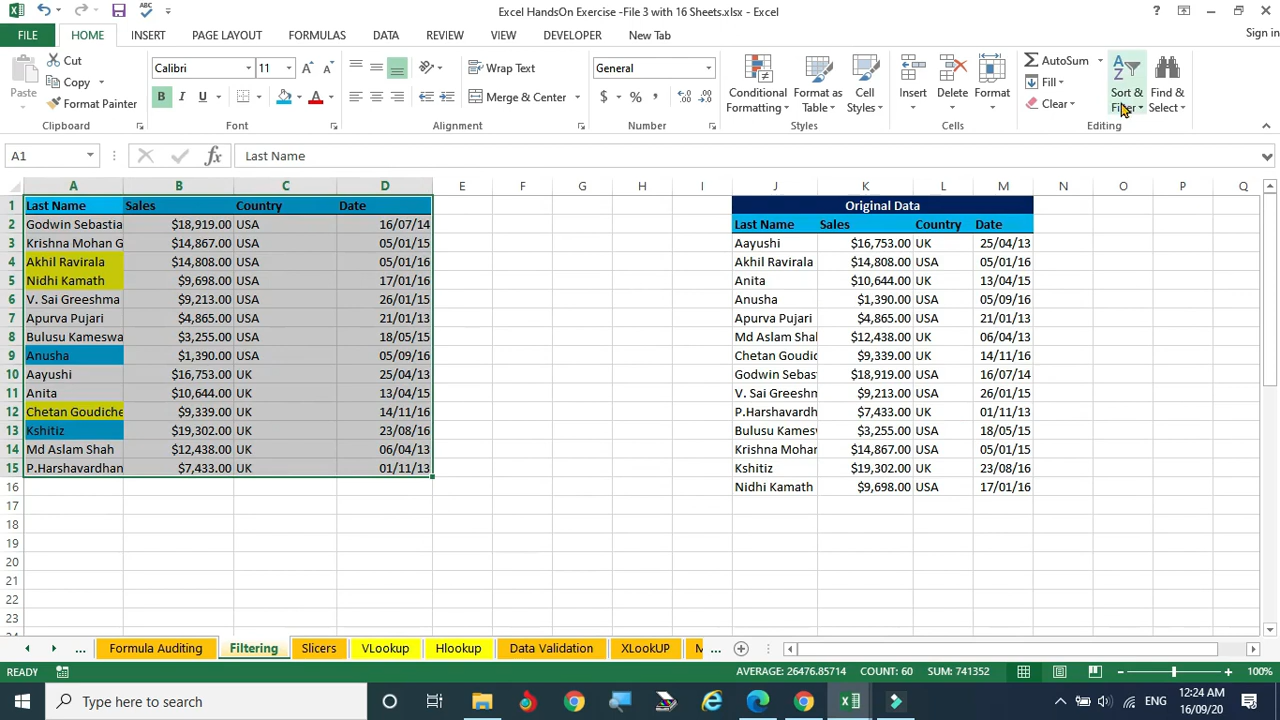 Excel HandsOn Exercise -File 3 with 16 Sheets.xlsx - Excel
FILE HOME INSERT PAGE LAYOUT FORMULAS DATA REVIEW VIEW DEVELOPER New Tab Sign in
Paste Cut Copy Format Painter Clipboard
Calibri 11 B I U A Font
Wrap Text Merge & Center Alignment
General $ % Number
Conditional Formatting Format as Table Cell Styles Styles
Insert Delete Format Cells
AutoSum Fill Clear Sort & Filter Find & Select Editing
A1 fx Last Name
A B C D E F G H I J K L M N O P Q
1 Last Name Sales Country Date Original Data
2 Godwin Sebastia $18,919.00 USA 16/07/14 Last Name Sales Country Date
3 Krishna Mohan G $14,867.00 USA 05/01/15 Aayushi $16,753.00 UK 25/04/13
4 Akhil Ravirala $14,808.00 USA 05/01/16 Akhil Ravirala $14,808.00 USA 05/01/16
5 Nidhi Kamath $9,698.00 USA 17/01/16 Anita $10,644.00 UK 13/04/15
6 V. Sai Greeshma $9,213.00 USA 26/01/15 Anusha $1,390.00 USA 05/09/16
7 Apurva Pujari $4,865.00 USA 21/01/13 Apurva Pujari $4,865.00 USA 21/01/13
8 Bulusu Kameswa $3,255.00 USA 18/05/15 Md Aslam Shah $12,438.00 UK 06/04/13
9 Anusha $1,390.00 USA 05/09/16 Chetan Goudic $9,339.00 UK 14/11/16
10 Aayushi $16,753.00 UK 25/04/13 Godwin Sebast $18,919.00 USA 16/07/14
11 Anita $10,644.00 UK 13/04/15 V. Sai Greeshm $9,213.00 USA 26/01/15
12 Chetan Goudiche $9,339.00 UK 14/11/16 P.Harshavardh $7,433.00 UK 01/11/13
13 Kshitiz $19,302.00 UK 23/08/16 Bulusu Kames $3,255.00 USA 18/05/15
14 Md Aslam Shah $12,438.00 UK 06/04/13 Krishna Mohar $14,867.00 USA 05/01/15
15 P.Harshavardhan $7,433.00 UK 01/11/13 Kshitiz $19,302.00 UK 23/08/16
16 Nidhi Kamath $9,698.00 USA 17/01/16
17
18
19
20
21
22
23
... Formula Auditing Filtering Slicers VLookup Hlookup Data Validation XLookUP M ...
READY AVERAGE: 26476.85714 COUNT: 60 SUM: 741352 100%
Type here to search ENG 12:24 AM
16/09/20